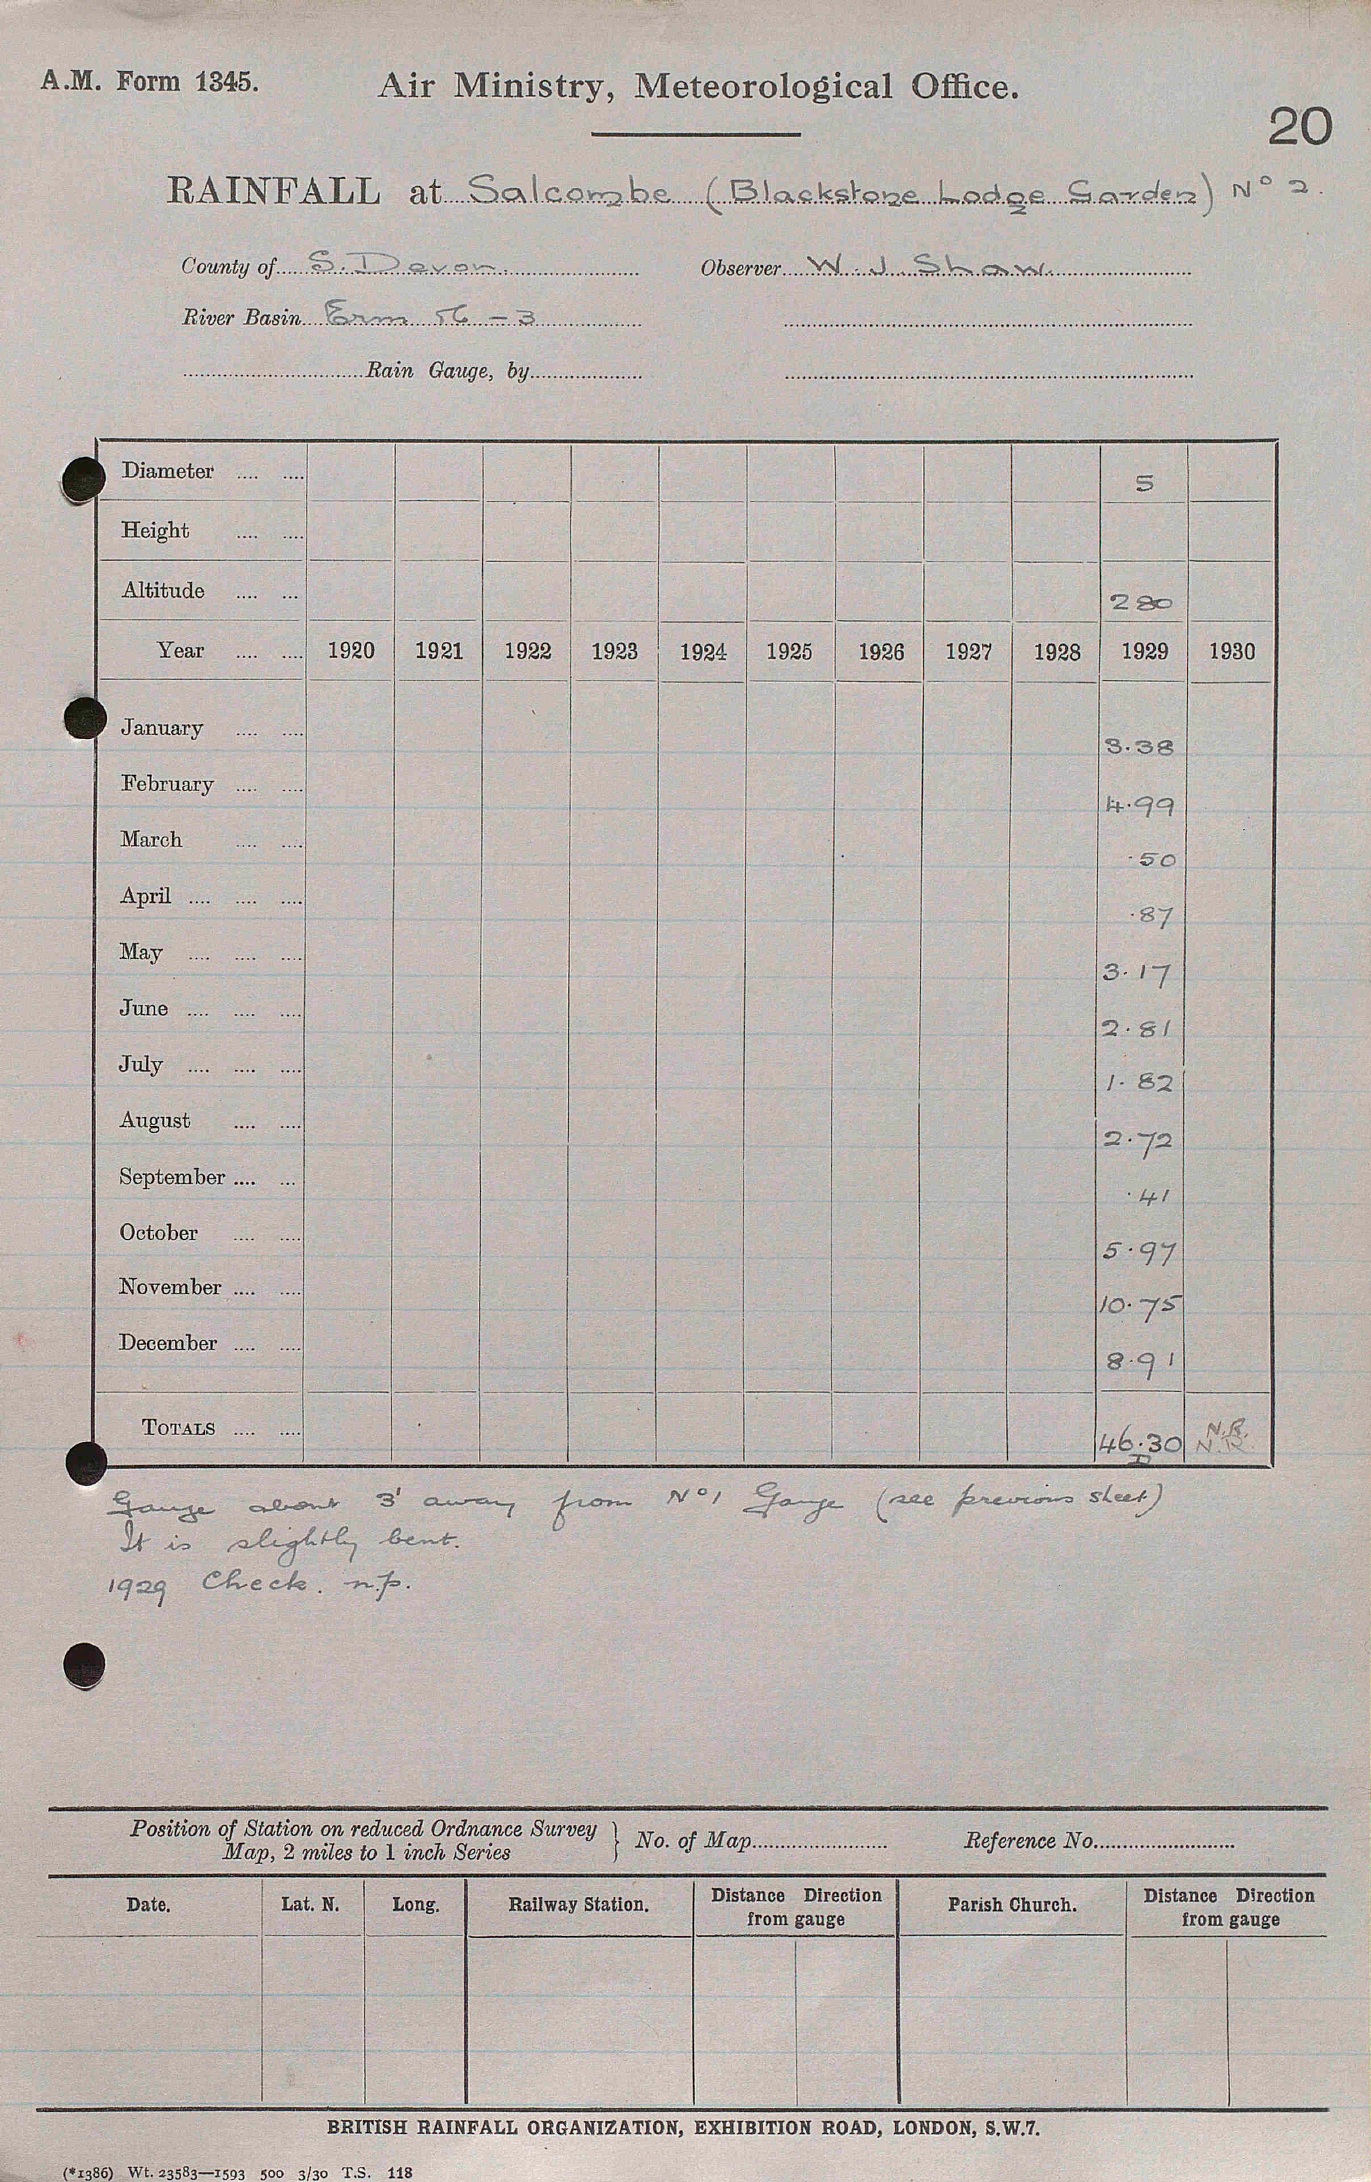 A.M. Form 1345.
Air Ministry, Meteorological Office.
20
RAINFALL at Salcombe (Blackstone Lodge Garden) No 2.
County of S. Devon. Observer W. J. Shaw.
River Basin Erm 56 - 3
Rain Gauge, by
Diameter .... .... 5
Height .... ....
Altitude .... ... 280
Year .... .... 1920 1921 1922 1923 1924 1925 1926 1927 1928 1929 1930
January .... .... 3.38
February .... .... 4.99
March .... .... .50
April .... .... .... .87
May .... .... .... 3.17
June .... .... .... 2.81
July .... .... .... 1.82
August .... .... 2.72
September .... ... .41
October .... .... 5.97
November .... .... 10.75
December .... .... 8.91
TOTALS .... .... 46.30 N.R.
I N.R.
Gauge about 3' away from No 1 Gauge (see previous sheet)
It is slightly bent.
1929 Check. n.p.
Position of Station on reduced Ordnance Survey
Map, 2 miles to 1 inch Series } No. of Map Reference No.
Date. Lat. N. Long. Railway Station. Distance Direction from gauge Parish Church. Distance Direction from gauge
BRITISH RAINFALL ORGANIZATION, EXHIBITION ROAD, LONDON, S.W.7.
(*1386) Wt. 23583—1593 500 3/30 T.S. 118